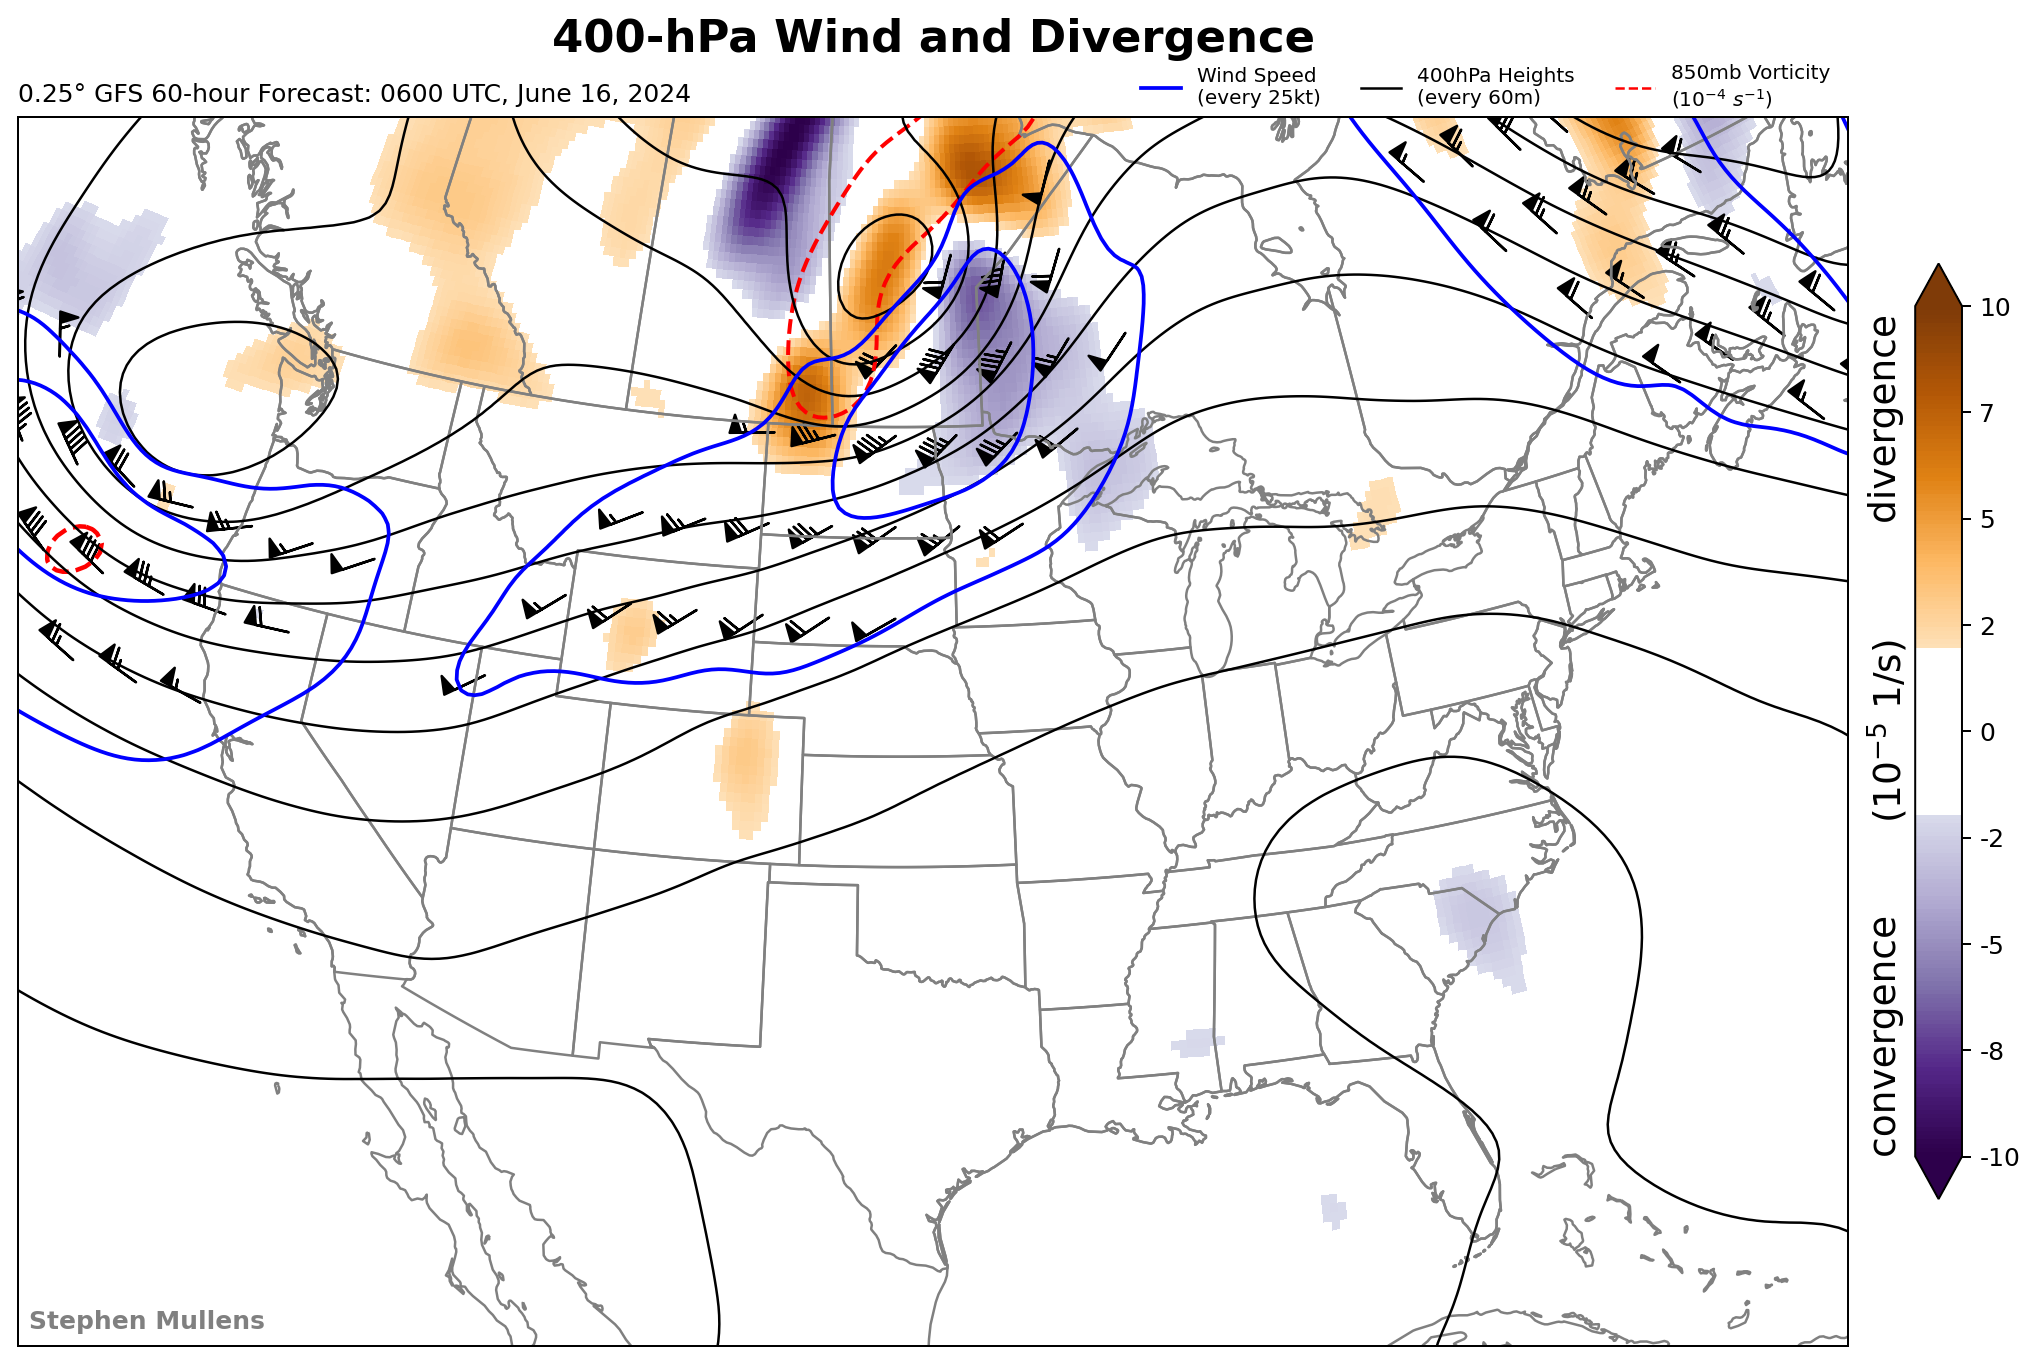 400-hPa Wind and Divergence
0.25° GFS 60-hour Forecast: 0600 UTC, June 16, 2024
Wind Speed
(every 25kt)
400hPa Heights
(every 60m)
850mb Vorticity
(10⁻⁴ s⁻¹)
10
7
5
2
0
-2
-5
-8
-10
convergence (10⁻⁵ 1/s) divergence
Stephen Mullens